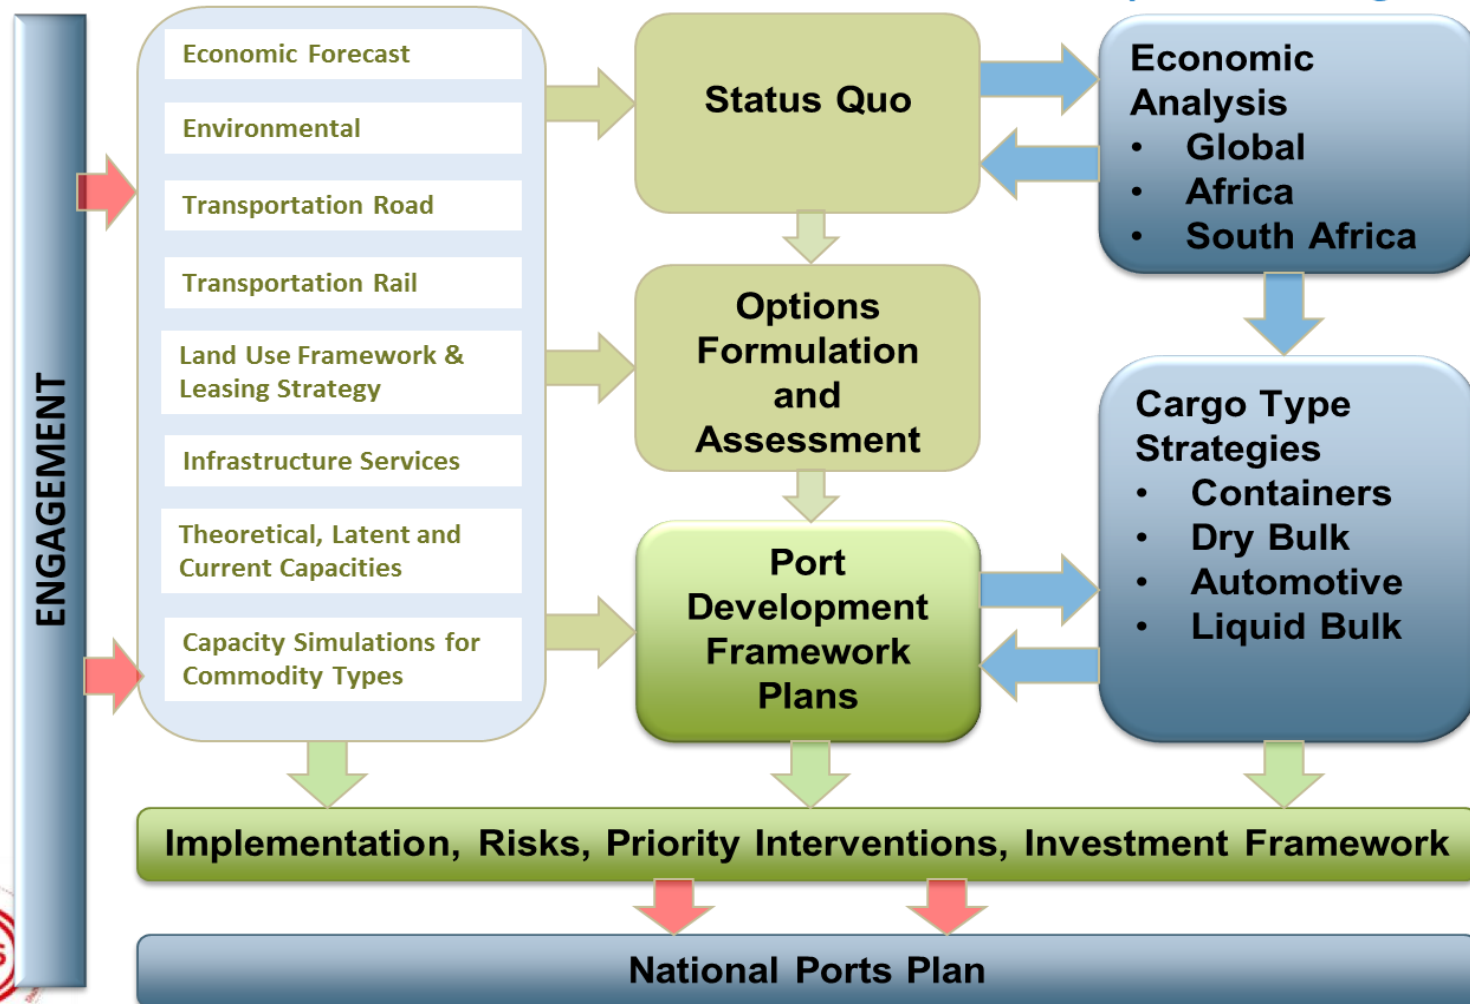 ENGAGEMENT
Economic Forecast
Environmental
Transportation Road
Transportation Rail
Land Use Framework &
Leasing Strategy
Infrastructure Services
Theoretical, Latent and
Current Capacities
Capacity Simulations for
Commodity Types
Status Quo
Options
Formulation
and
Assessment
Port
Development
Framework
Plans
Economic
Analysis
• Global
• Africa
• South Africa
Cargo Type
Strategies
• Containers
• Dry Bulk
• Automotive
• Liquid Bulk
Implementation, Risks, Priority Interventions, Investment Framework
National Ports Plan